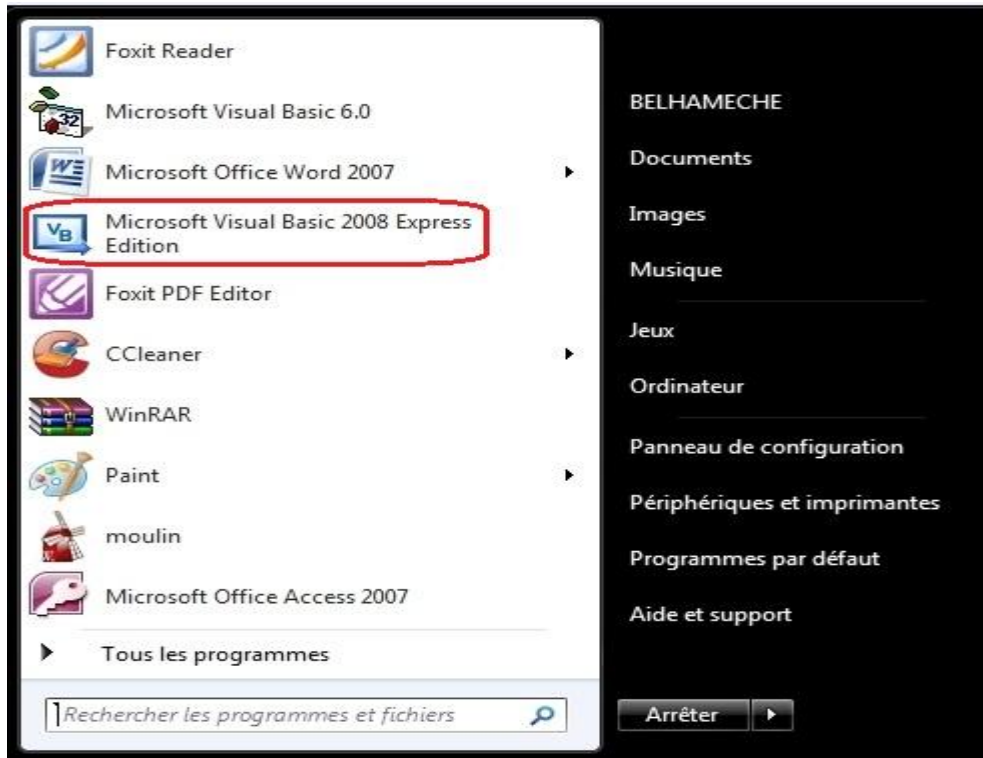 Foxit Reader
Microsoft Visual Basic 6.0
Microsoft Office Word 2007
Microsoft Visual Basic 2008 Express
Edition
Foxit PDF Editor
CCleaner
WinRAR
Paint
moulin
Microsoft Office Access 2007
Tous les programmes
Rechercher les programmes et fichiers
BELHAMECHE
Documents
Images
Musique
Jeux
Ordinateur
Panneau de configuration
Périphériques et imprimantes
Programmes par défaut
Aide et support
Arrêter